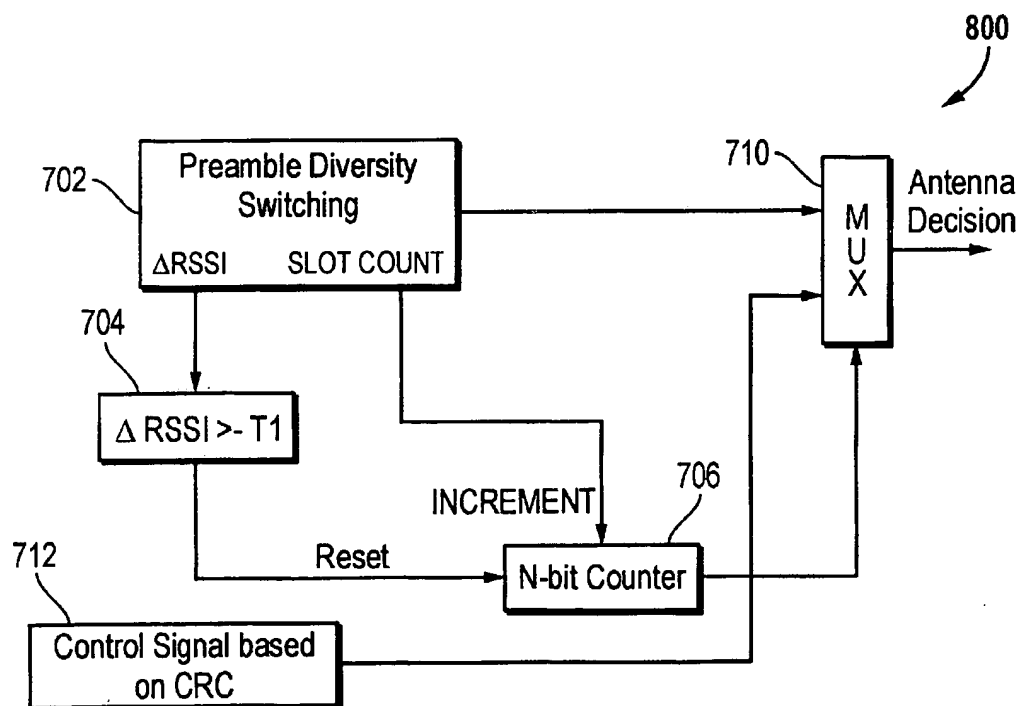 800
702
Preamble Diversity
Switching
ΔRSSI SLOT COUNT
710
M
U
X
Antenna
Decision
704
Δ RSSI >- T1
INCREMENT
706
Reset
N-bit Counter
712
Control Signal based
on CRC